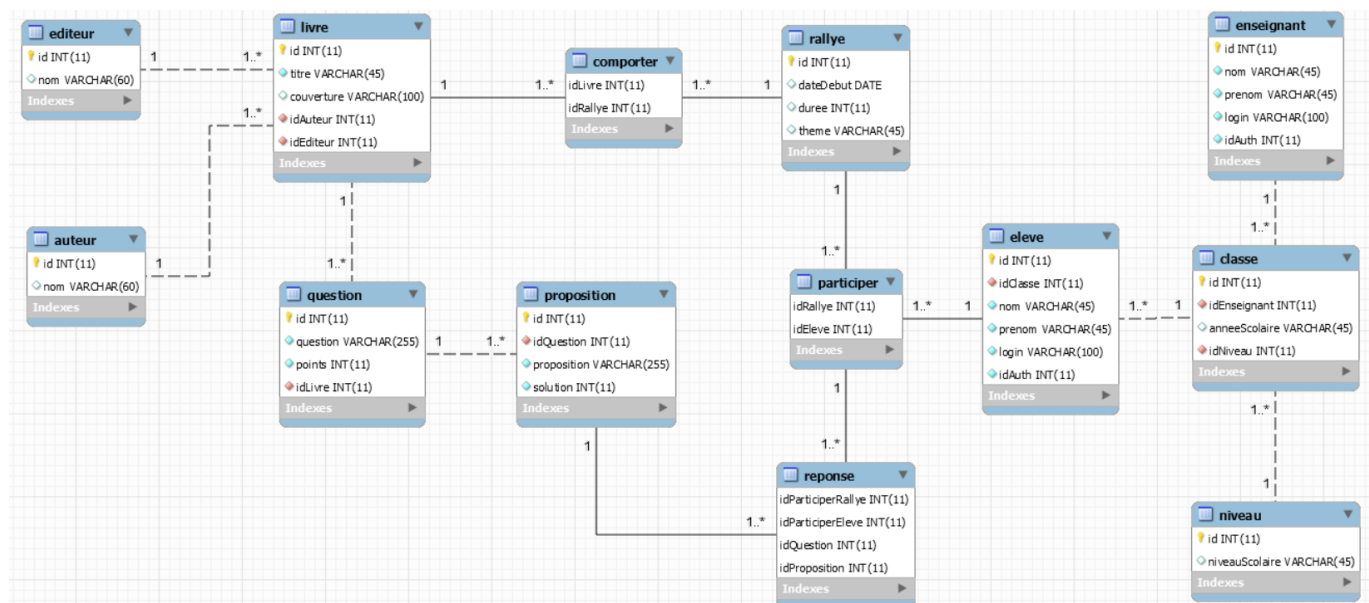 editeur
id INT(11)
nom VARCHAR(60)
Indexes
1
1..*
livre
id INT(11)
titre VARCHAR(45)
couverture VARCHAR(100)
idAuteur INT(11)
idEditeur INT(11)
Indexes
1..*
1
1..*
comporter
idLivre INT(11)
idRallye INT(11)
Indexes
1..*
1
rallye
id INT(11)
dateDebut DATE
duree INT(11)
theme VARCHAR(45)
Indexes
enseignant
id INT(11)
nom VARCHAR(45)
prenom VARCHAR(45)
login VARCHAR(100)
idAuth INT(11)
Indexes
1
1..*
1
1..*
1
1..*
auteur
id INT(11)
nom VARCHAR(60)
Indexes
1
question
id INT(11)
question VARCHAR(255)
points INT(11)
idLivre INT(11)
Indexes
1
1..*
proposition
id INT(11)
idQuestion INT(11)
proposition VARCHAR(255)
solution INT(11)
Indexes
participer
idRallye INT(11)
idEleve INT(11)
Indexes
1..*
1
eleve
id INT(11)
idClasse INT(11)
nom VARCHAR(45)
prenom VARCHAR(45)
login VARCHAR(100)
idAuth INT(11)
Indexes
1..*
1
classe
id INT(11)
idEnseignant INT(11)
anneeScolaire VARCHAR(45)
idNiveau INT(11)
Indexes
1
1..*
1
1..*
1..*
1
reponse
idParticiperRallye INT(11)
idParticiperEleve INT(11)
idQuestion INT(11)
idProposition INT(11)
Indexes
niveau
id INT(11)
niveauScolaire VARCHAR(45)
Indexes